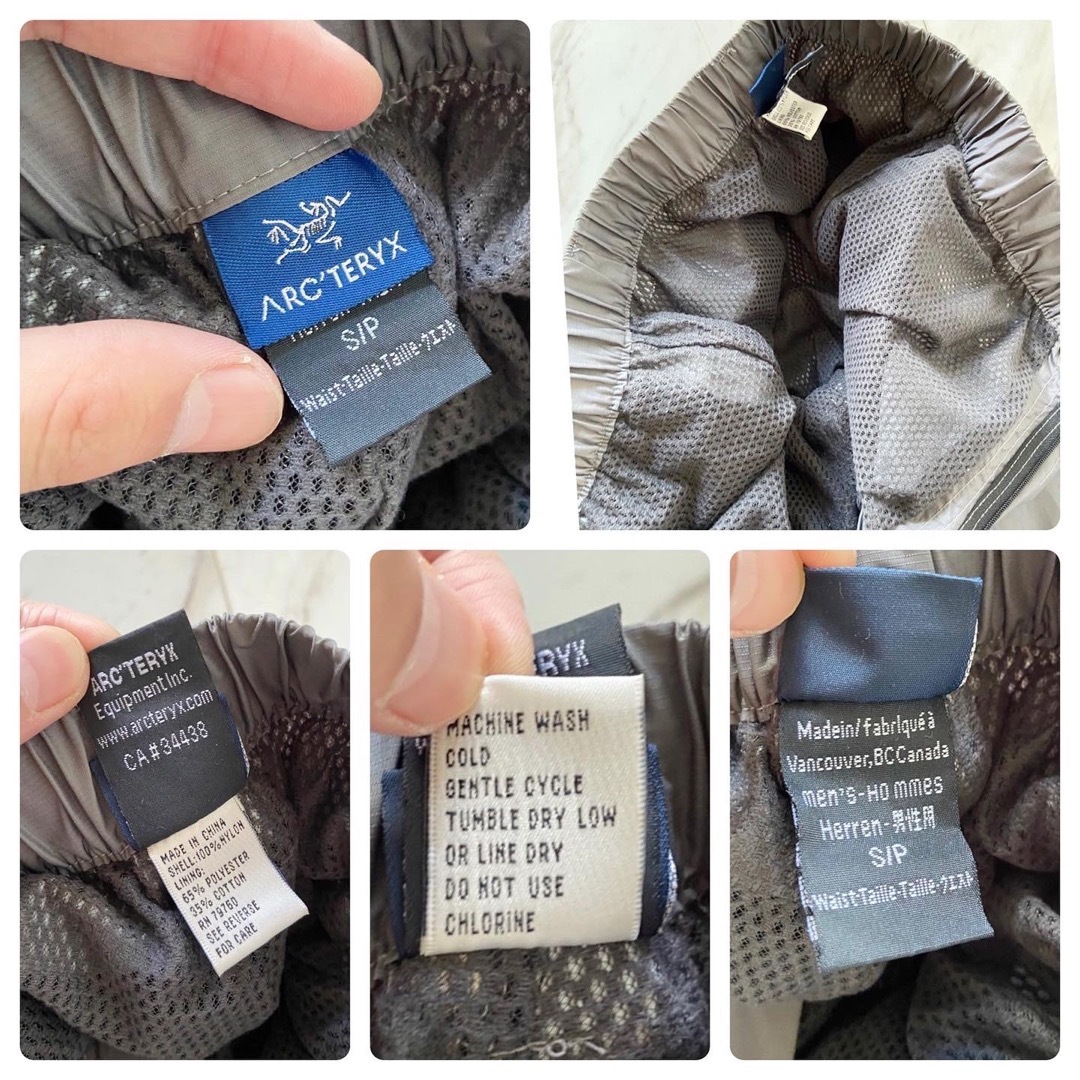 ARC'TERYX
S/P
Waist-Taille-Taille-ウエスト
ARC'TERYX
Equipment Inc.
www.arcteryx.com
CA#34438
MADE IN CHINA
SHELL:100%NYLON
LINING:
65% POLYESTER
35% COTTON
RN 79760
SEE REVERSE
FOR CARE
MACHINE WASH
COLD
GENTLE CYCLE
TUMBLE DRY LOW
OR LINE DRY
DO NOT USE
CHLORINE
Madein/fabriqué à
Vancouver,BCCanada
men's-Hommes
Herren-男性用
S/P
Waist-Taille-Taille-ウエスト